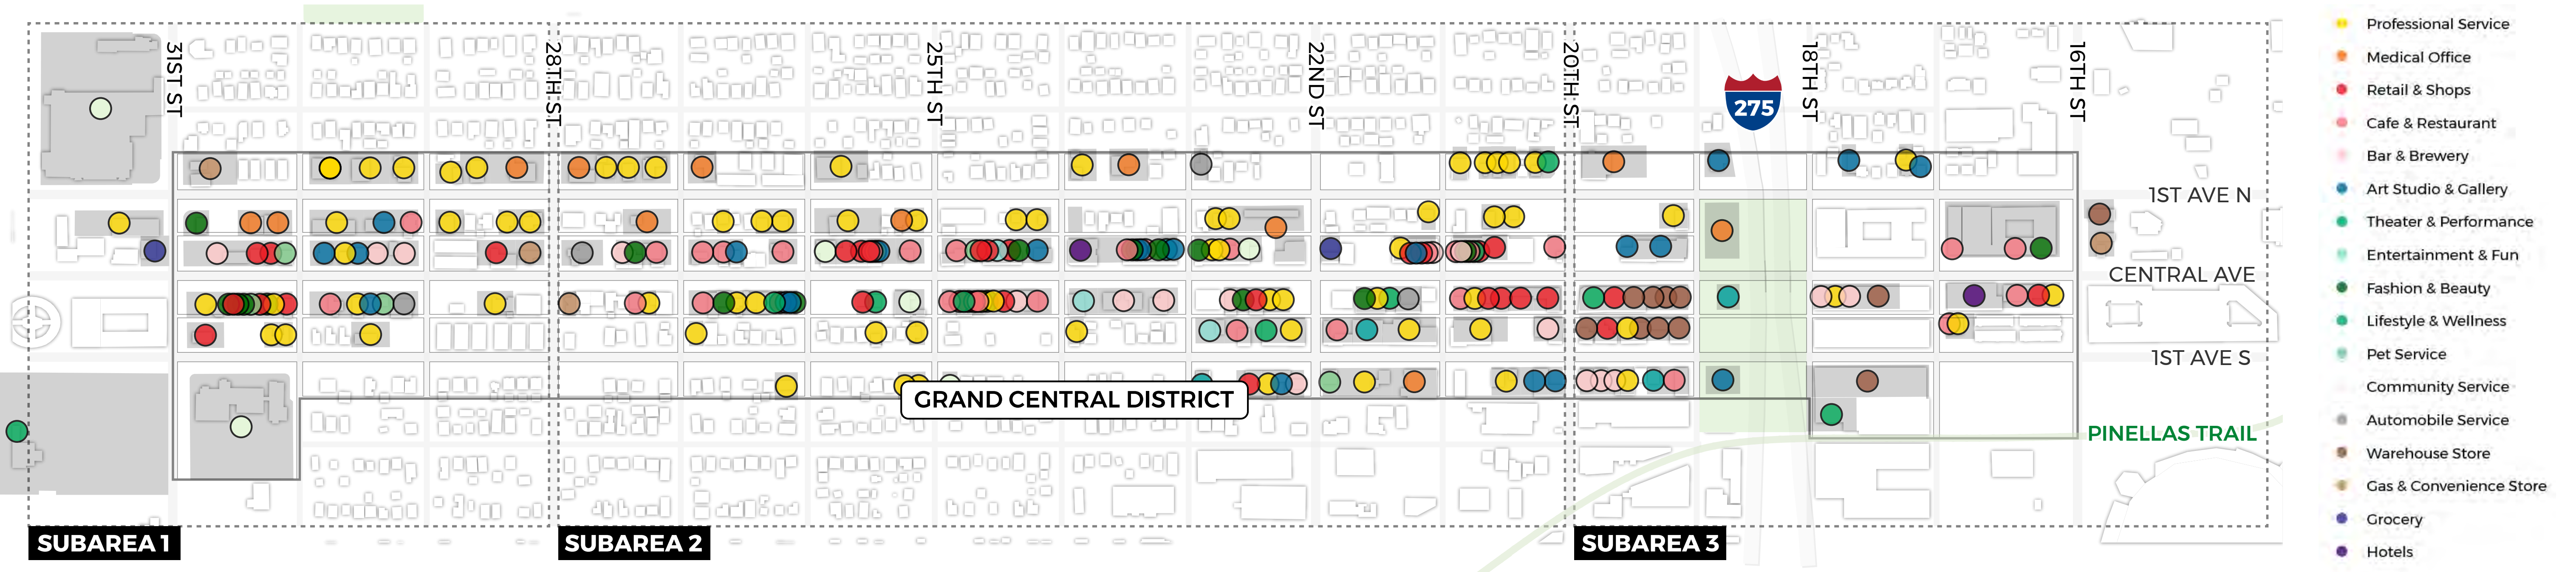 31ST ST
28TH ST
25TH ST
22ND ST
20TH ST
275
18TH ST
16TH ST
1ST AVE N
CENTRAL AVE
1ST AVE S
GRAND CENTRAL DISTRICT
PINELLAS TRAIL
SUBAREA 1
SUBAREA 2
SUBAREA 3
Professional Service
Medical Office
Retail & Shops
Cafe & Restaurant
Bar & Brewery
Art Studio & Gallery
Theater & Performance
Entertainment & Fun
Fashion & Beauty
Lifestyle & Wellness
Pet Service
Community Service
Automobile Service
Warehouse Store
Gas & Convenience Store
Grocery
Hotels